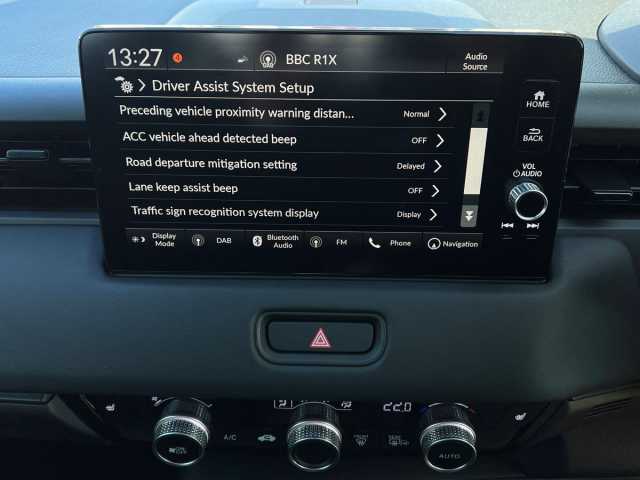 13:27
4
BBC R1X
Audio
Source
Driver Assist System Setup
Preceding vehicle proximity warning distan... Normal
ACC vehicle ahead detected beep OFF
Road departure mitigation setting Delayed
Lane keep assist beep OFF
Traffic sign recognition system display Display
Display
Mode
DAB
Bluetooth
Audio
FM
Phone
Navigation
HOME
BACK
VOL
AUDIO
A/C
22.0
AUTO